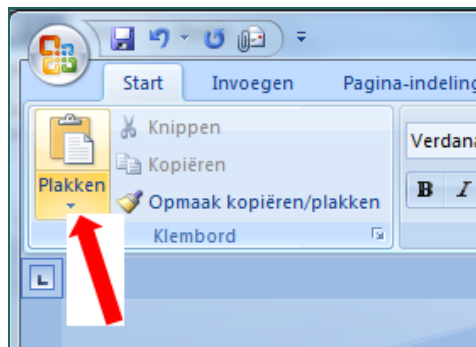 Start Invoegen Pagina-indeling
Knippen
Verdana
Kopiëren
Plakken
B I
Opmaak kopiëren/plakken
Klembord
L